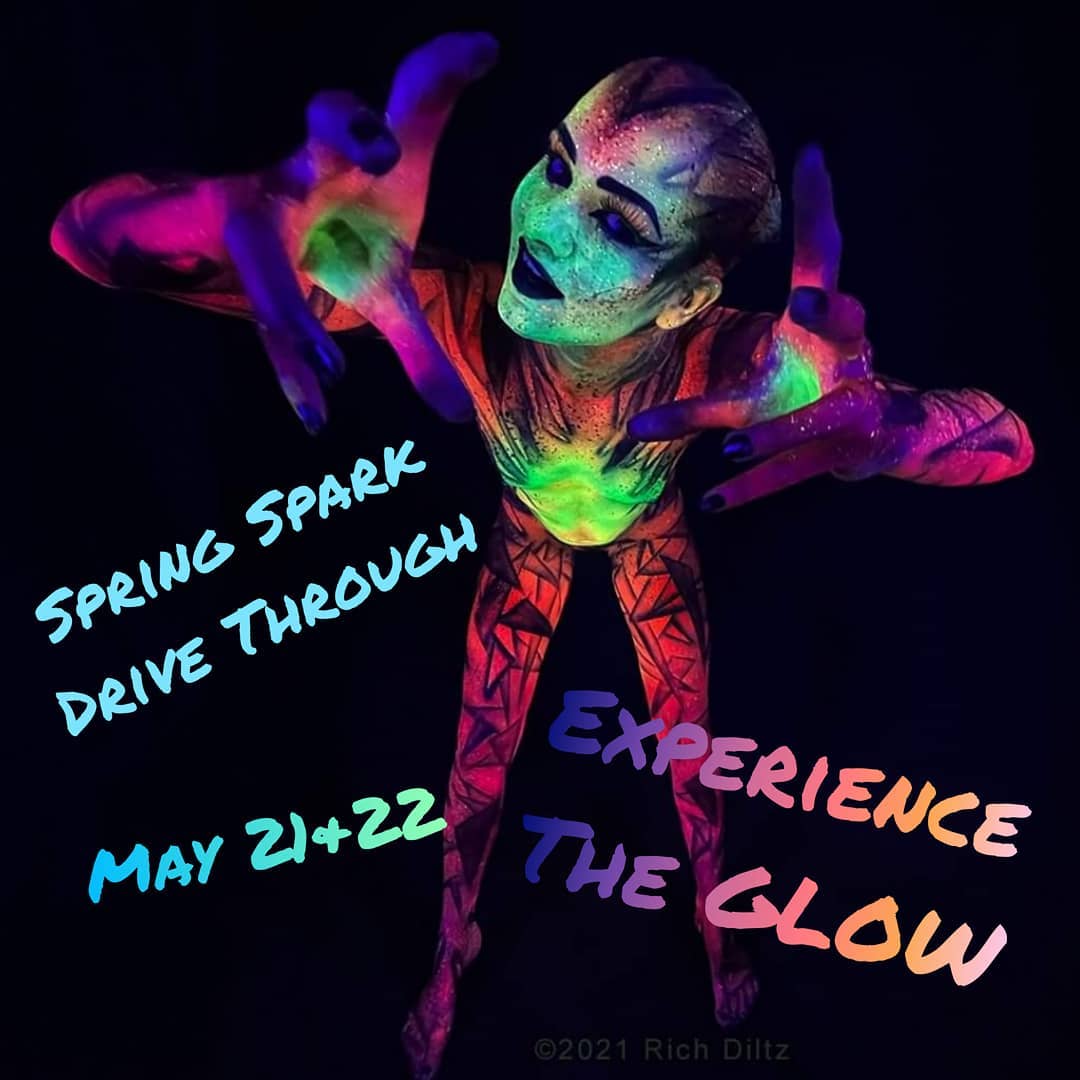 Spring Spark
Drive Through
May 21&22
Experience
The Glow
©2021 Rich Diltz